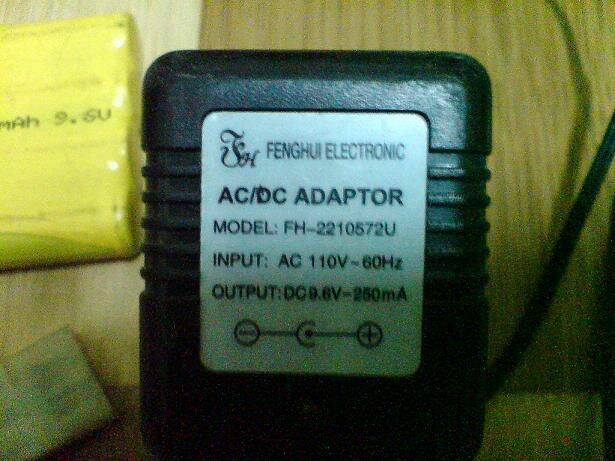 mAh 9.6V
FH FENGHUI ELECTRONIC
AC/DC ADAPTOR
MODEL: FH-2210572U
INPUT: AC 110V~60Hz
OUTPUT:DC9.6V-250mA